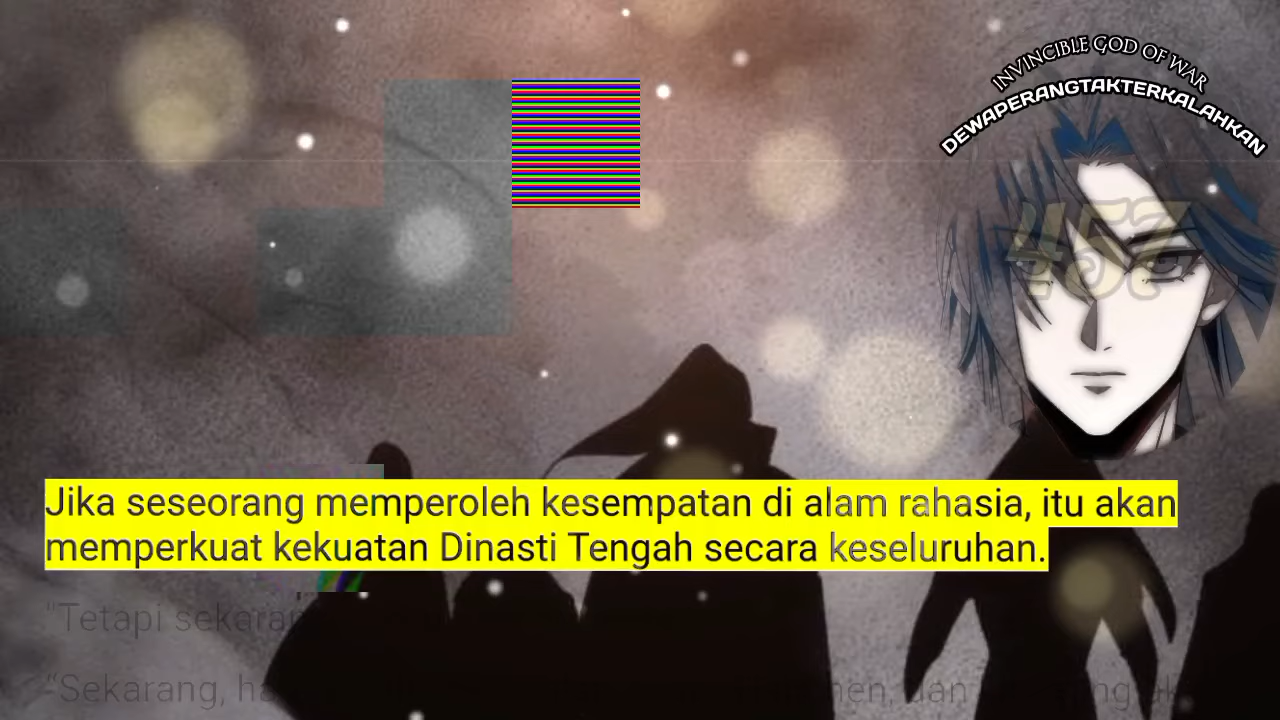 INVINCIBLE GOD OF WAR
DEWAPERANGTAKTERKALAHKAN
457
Jika seseorang memperoleh kesempatan di alam rahasia, itu akan
memperkuat kekuatan Dinasti Tengah secara keseluruhan.
"Tetapi
“Sekarang,